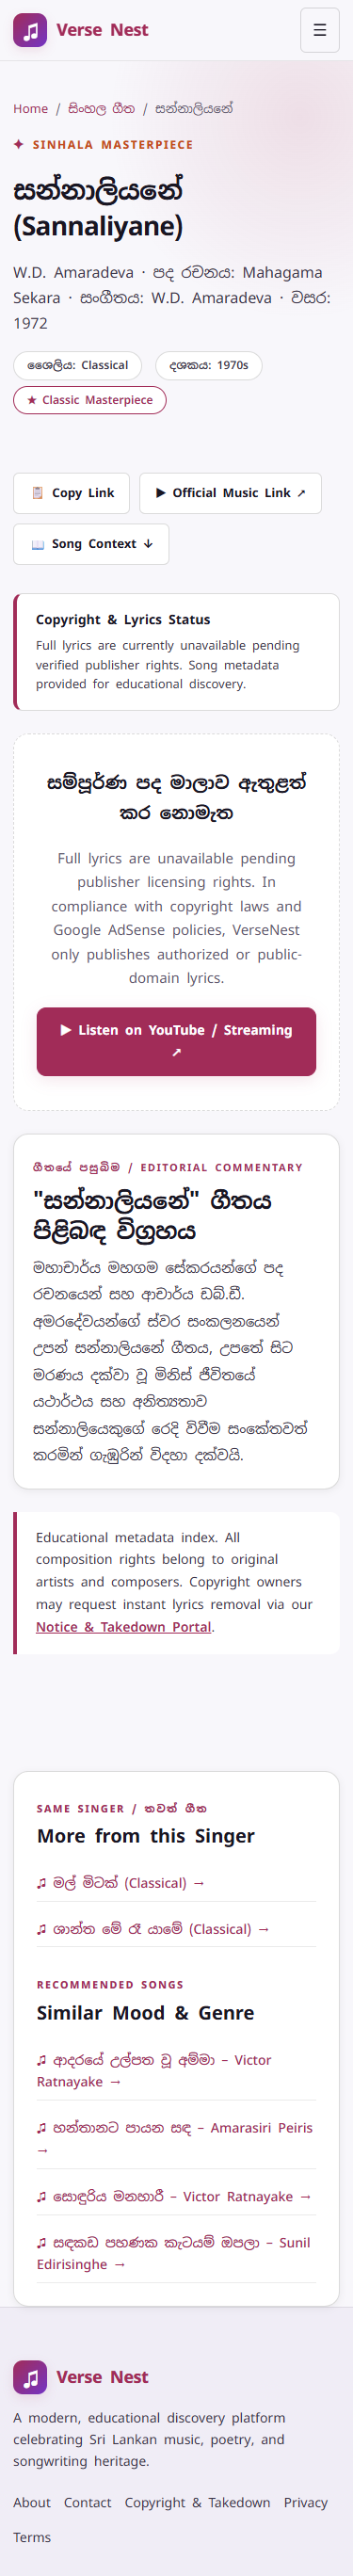 Verse Nest
☰
Home / සිංහල ගීත / සන්නාලියනේ
✦ SINHALA MASTERPIECE
සන්නාලියනේ
(Sannaliyane)
W.D. Amaradeva · පද රචනය: Mahagama
Sekara · සංගීතය: W.D. Amaradeva · වසර:
1972
ශෛලිය: Classical
දශකය: 1970s
★ Classic Masterpiece
📋 Copy Link
▶ Official Music Link ↗
📖 Song Context ↓
Copyright & Lyrics Status
Full lyrics are currently unavailable pending
verified publisher rights. Song metadata
provided for educational discovery.
සම්පූර්ණ පද මාලාව ඇතුළත්
කර නොමැත
Full lyrics are unavailable pending
publisher licensing rights. In
compliance with copyright laws and
Google AdSense policies, VerseNest
only publishes authorized or public-
domain lyrics.
▶ Listen on YouTube / Streaming
↗
ගීතයේ පසුබිම / EDITORIAL COMMENTARY
"සන්නාලියනේ" ගීතය
පිළිබඳ විග්‍රහය
මහාචාර්ය මහගම සේකරයන්ගේ පද
රචනයෙන් සහ ආචාර්ය ඩබ්.ඩී.
අමරදේවයන්ගේ ස්වර සංකලනයෙන්
උපන් සන්නාලියනේ ගීතය, උපතේ සිට
මරණය දක්වා වූ මිනිස් ජීවිතයේ
යථාර්ථය සහ අනිත්‍යතාව
සන්නාලියෙකුගේ රෙදි විවීම සංකේතවත්
කරමින් ගැඹුරින් විදහා දක්වයි.
Educational metadata index. All
composition rights belong to original
artists and composers. Copyright owners
may request instant lyrics removal via our
Notice & Takedown Portal.
SAME SINGER / තවත් ගීත
More from this Singer
♫ මල් මිටක් (Classical) →
♫ ශාන්ත මේ රෑ යාමේ (Classical) →
RECOMMENDED SONGS
Similar Mood & Genre
♫ ආදරයේ උල්පත වූ අම්මා – Victor
Ratnayake →
♫ හන්තානට පායන සඳ – Amarasiri Peiris
→
♫ සොඳුරිය මනහාරී – Victor Ratnayake →
♫ සඳකඩ පහණක කැටයම් ඔපලා – Sunil
Edirisinghe →
Verse Nest
A modern, educational discovery platform
celebrating Sri Lankan music, poetry, and
songwriting heritage.
About Contact Copyright & Takedown Privacy
Terms